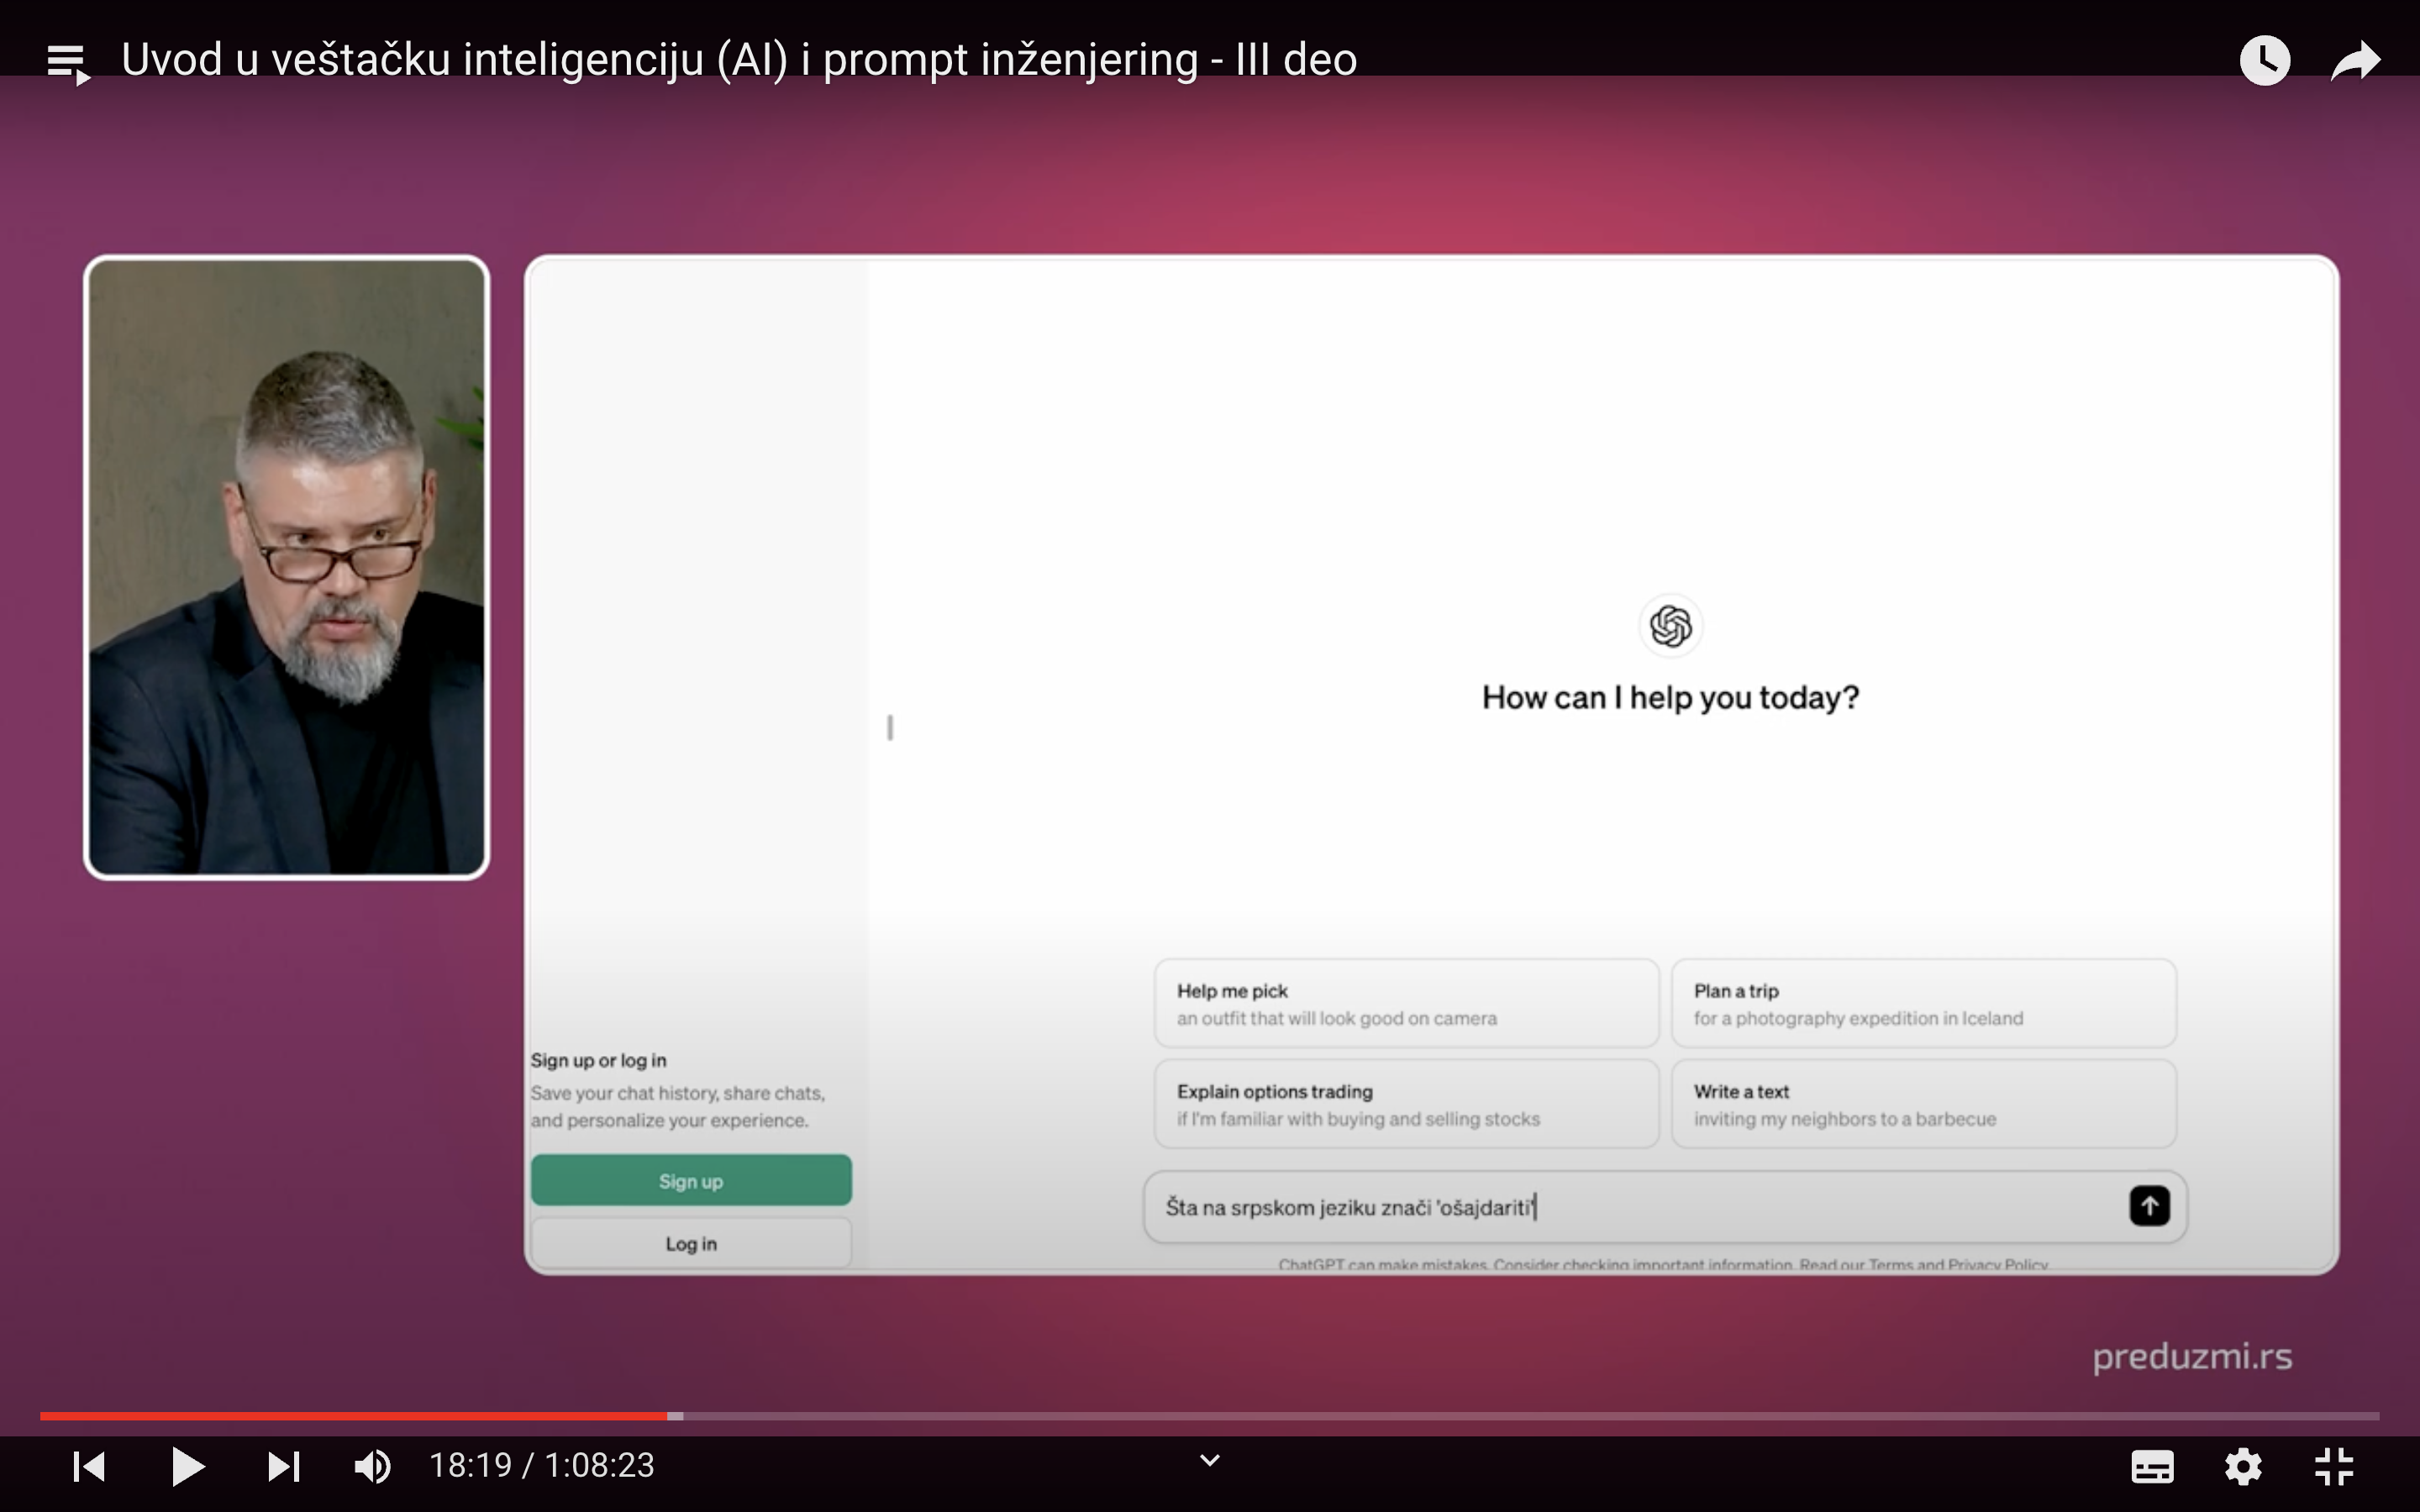 Uvod u veštačku inteligenciju (AI) i prompt inženjering - III deo
How can I help you today?
Help me pick
an outfit that will look good on camera
Plan a trip
for a photography expedition in Iceland
Explain options trading
if I'm familiar with buying and selling stocks
Write a text
inviting my neighbors to a barbecue
Sign up or log in
Save your chat history, share chats,
and personalize your experience.
Sign up
Log in
Šta na srpskom jeziku znači 'ošajdariti'
ChatGPT can make mistakes. Consider checking important information. Read our Terms and Privacy Policy
preduzmi.rs
18:19 / 1:08:23